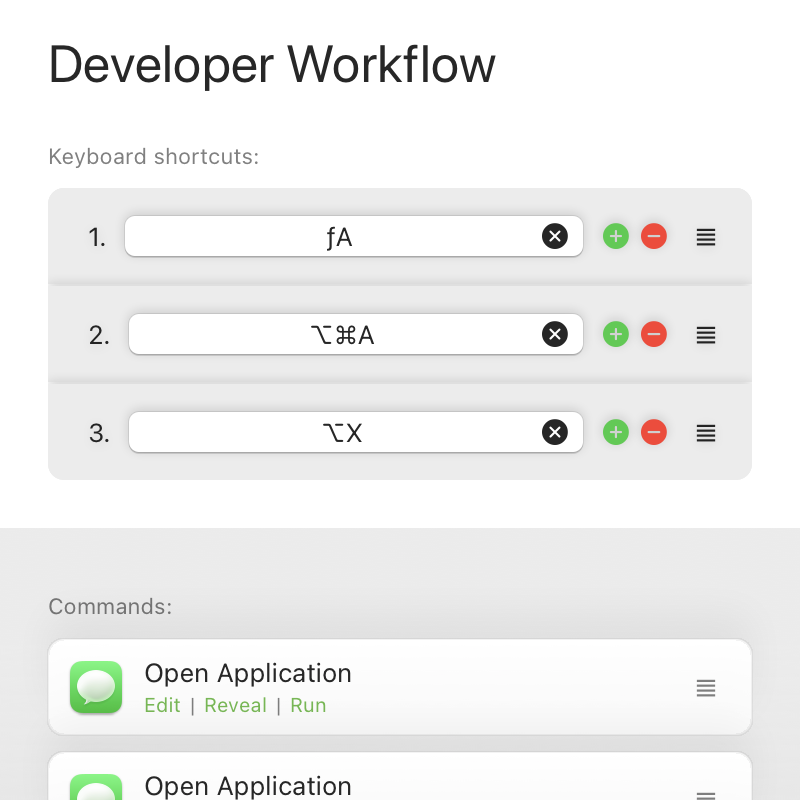 Developer Workflow
Keyboard shortcuts:
1. ƒA
2. ⌥⌘A
3. ⌥X
Commands:
Open Application
Edit | Reveal | Run
Open Application